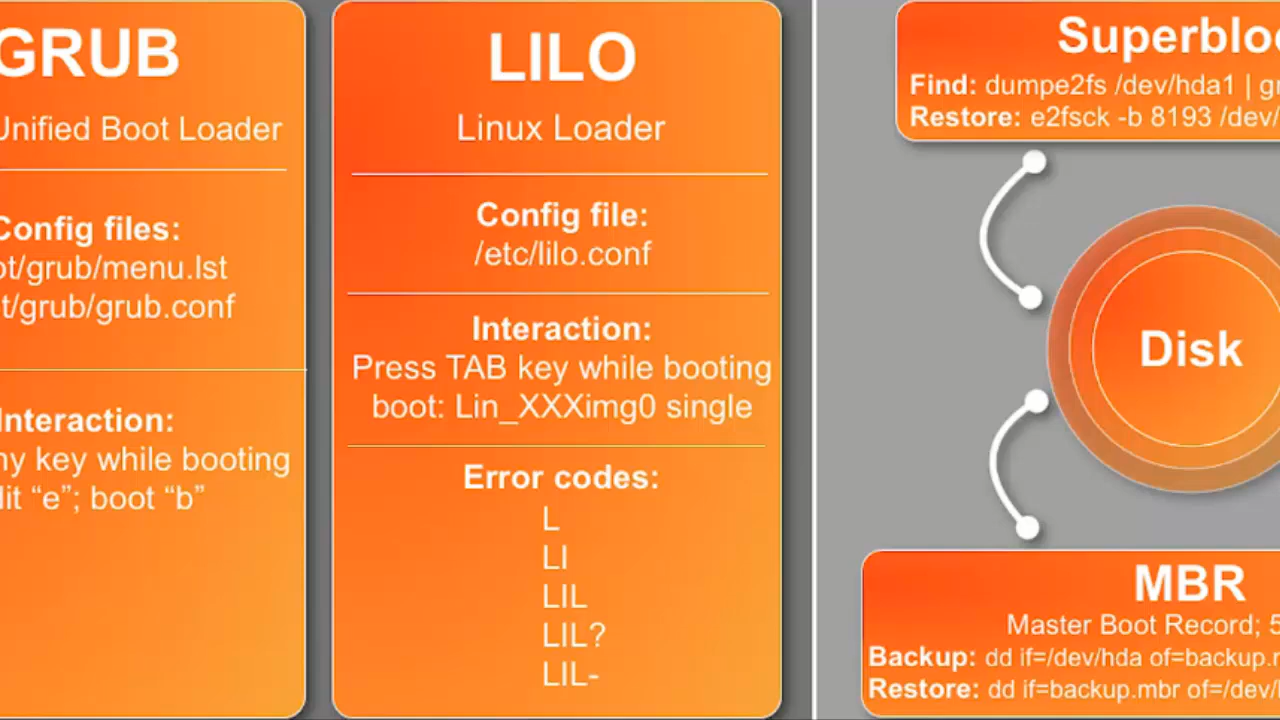 GRUB
Unified Boot Loader
Config files:
ot/grub/menu.lst
t/grub/grub.conf
Interaction:
ny key while booting
lit “e”; boot “b”
LILO
Linux Loader
Config file:
/etc/lilo.conf
Interaction:
Press TAB key while booting
boot: Lin_XXXimg0 single
Error codes:
L
LI
LIL
LIL?
LIL-
Superbloc
Find: dumpe2fs /dev/hda1 | gr
Restore: e2fsck -b 8193 /dev/
Disk
MBR
Master Boot Record; 5
Backup: dd if=/dev/hda of=backup.m
Restore: dd if=backup.mbr of=/dev/h